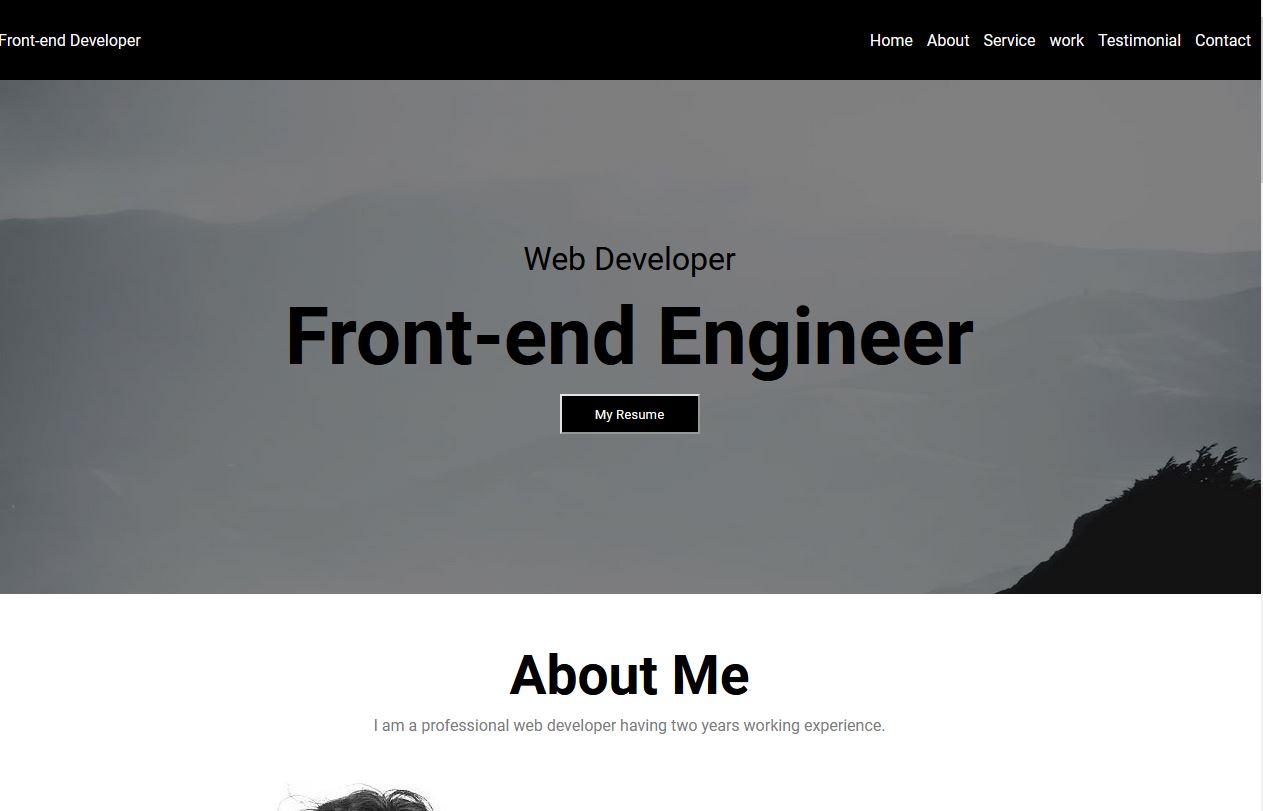 Front-end Developer
Home About Service work Testimonial Contact
Web Developer
Front-end Engineer
My Resume
About Me
I am a professional web developer having two years working experience.